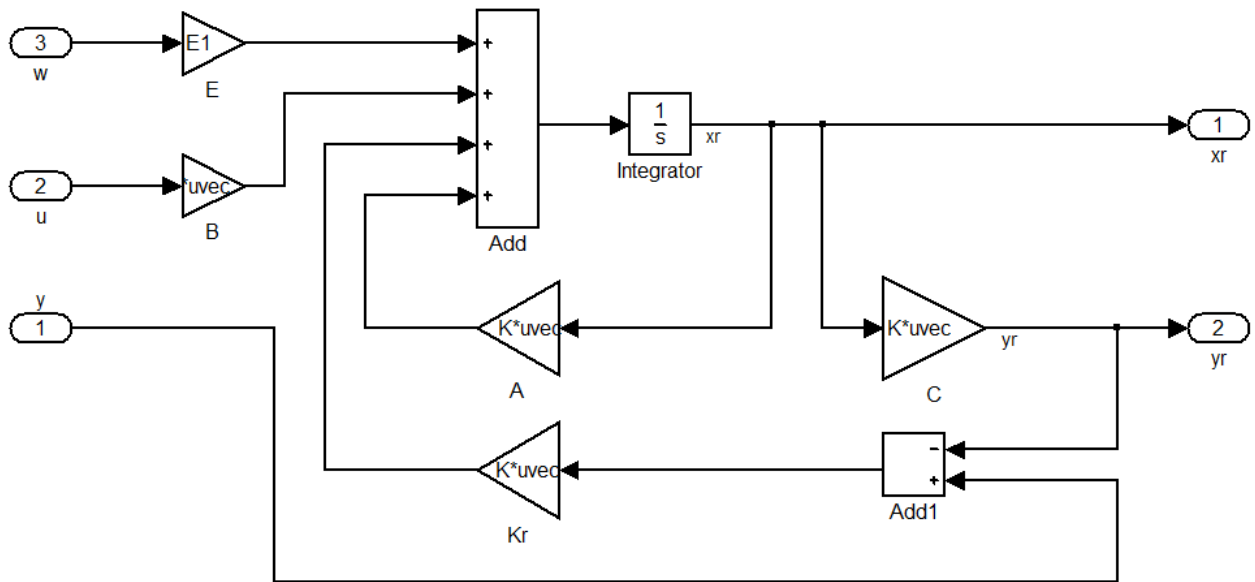 3
w
E1
E
+
+
+
+
Add
1
s
Integrator
xr
1
xr
2
u
*uvec
B
y
1
K*uvec
A
K*uvec
C
yr
2
yr
K*uvec
Kr
-
+
Add1